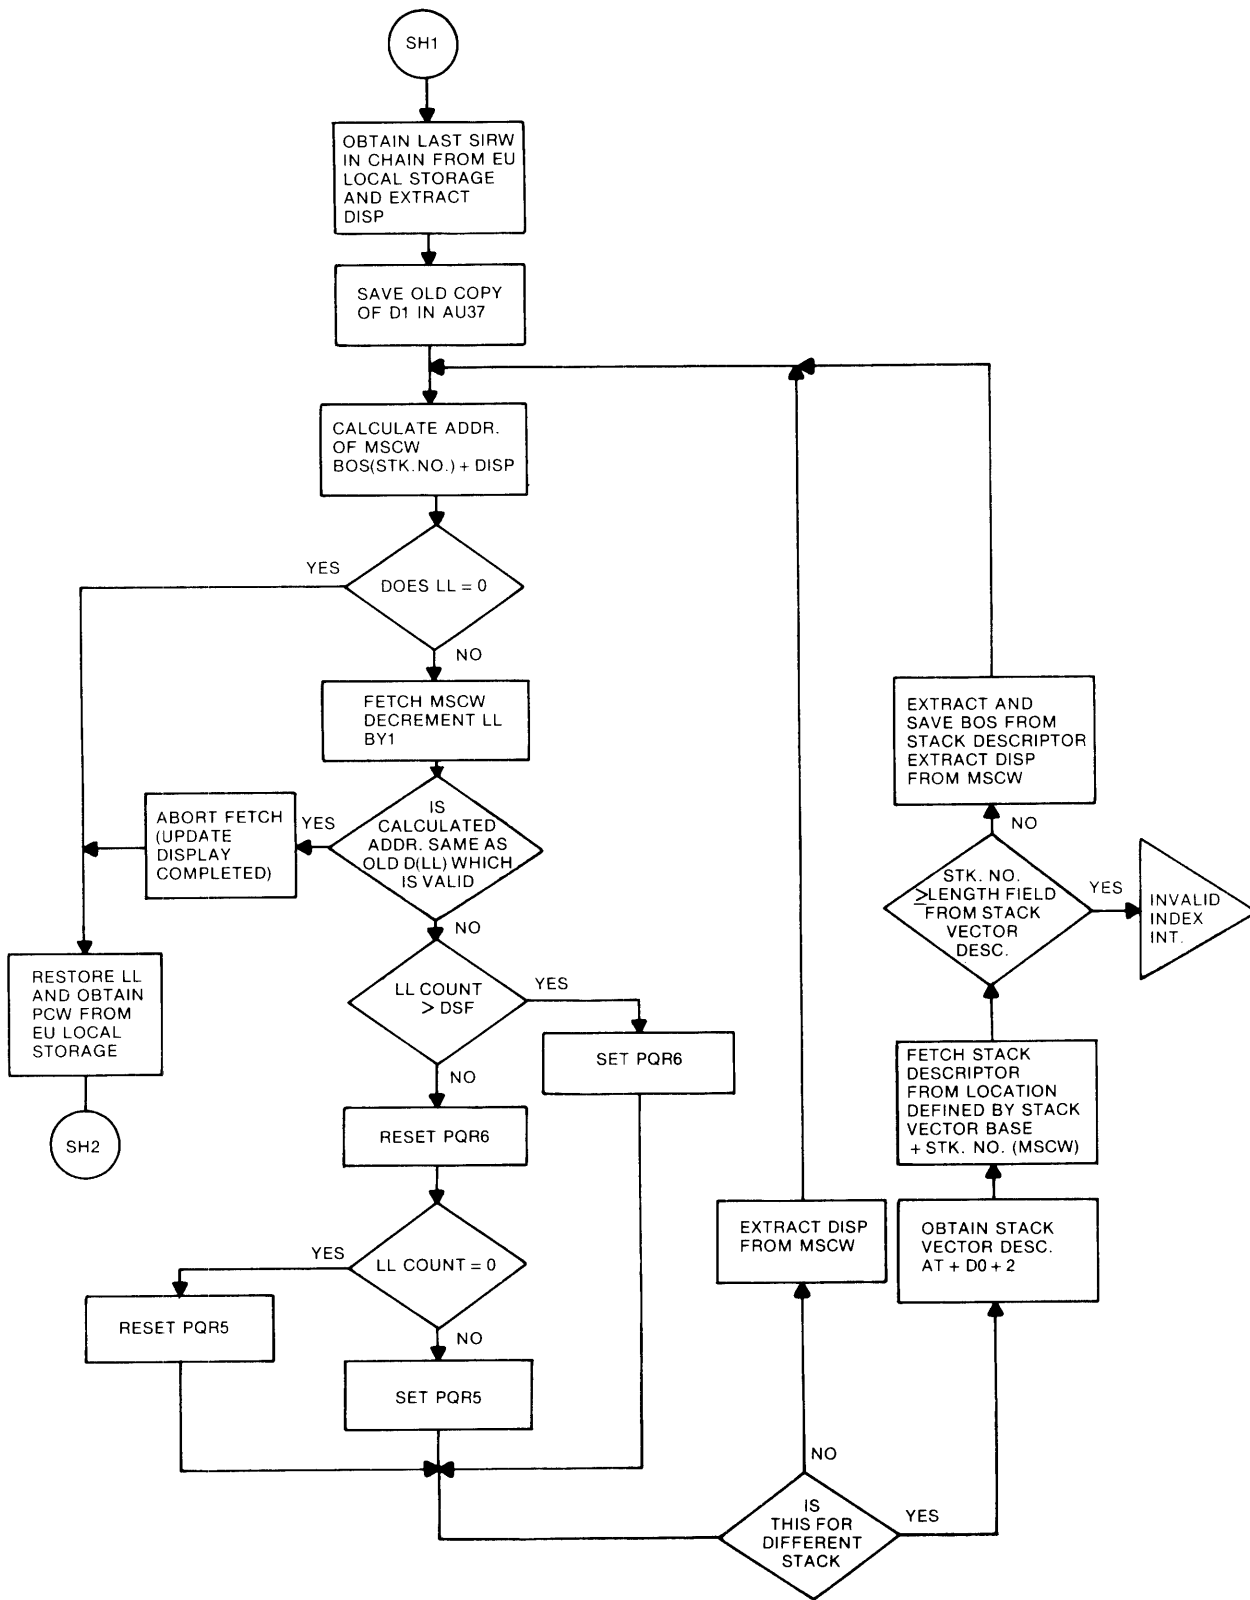 SH1
OBTAIN LAST SIRW
IN CHAIN FROM EU
LOCAL STORAGE
AND EXTRACT
DISP
SAVE OLD COPY
OF D1 IN AU37
CALCULATE ADDR.
OF MSCW
BOS(STK.NO.) + DISP
DOES LL = 0
YES
NO
FETCH MSCW
DECREMENT LL
BY1
IS
CALCULATED
ADDR. SAME AS
OLD D(LL) WHICH
IS VALID
YES
NO
ABORT FETCH
(UPDATE
DISPLAY
COMPLETED)
RESTORE LL
AND OBTAIN
PCW FROM
EU LOCAL
STORAGE
SH2
LL COUNT
> DSF
YES
NO
SET PQR6
RESET PQR6
LL COUNT = 0
YES
NO
RESET PQR5
SET PQR5
IS
THIS FOR
DIFFERENT
STACK
NO
YES
EXTRACT DISP
FROM MSCW
OBTAIN STACK
VECTOR DESC.
AT + D0 + 2
FETCH STACK
DESCRIPTOR
FROM LOCATION
DEFINED BY STACK
VECTOR BASE
+ STK. NO. (MSCW)
STK. NO.
≥LENGTH FIELD
FROM STACK
VECTOR
DESC.
YES
NO
INVALID
INDEX
INT.
EXTRACT AND
SAVE BOS FROM
STACK DESCRIPTOR
EXTRACT DISP
FROM MSCW